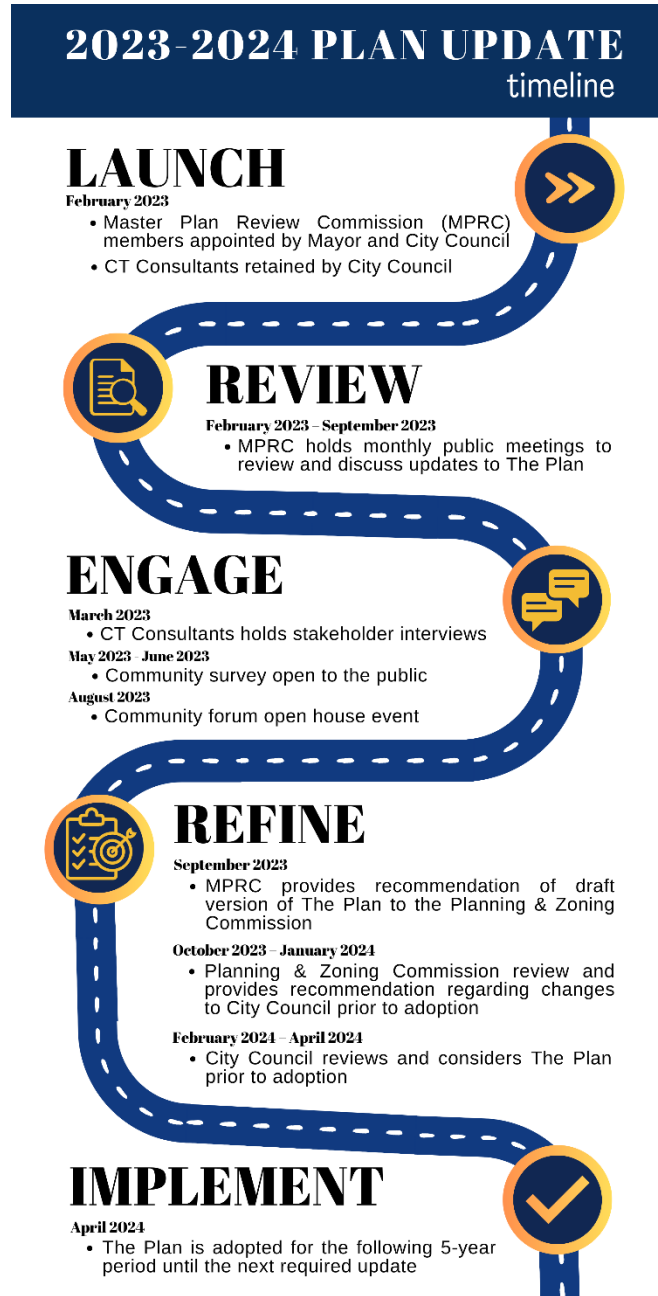 2023-2024 PLAN UPDATE
timeline
LAUNCH
February 2023
• Master Plan Review Commission (MPRC)
members appointed by Mayor and City Council
• CT Consultants retained by City Council
REVIEW
February 2023 – September 2023
• MPRC holds monthly public meetings to
review and discuss updates to The Plan
ENGAGE
March 2023
• CT Consultants holds stakeholder interviews
May 2023 - June 2023
• Community survey open to the public
August 2023
• Community forum open house event
REFINE
September 2023
• MPRC provides recommendation of draft
version of The Plan to the Planning & Zoning
Commission
October 2023 – January 2024
• Planning & Zoning Commission review and
provides recommendation regarding changes
to City Council prior to adoption
February 2024 – April 2024
• City Council reviews and considers The Plan
prior to adoption
IMPLEMENT
April 2024
• The Plan is adopted for the following 5-year
period until the next required update